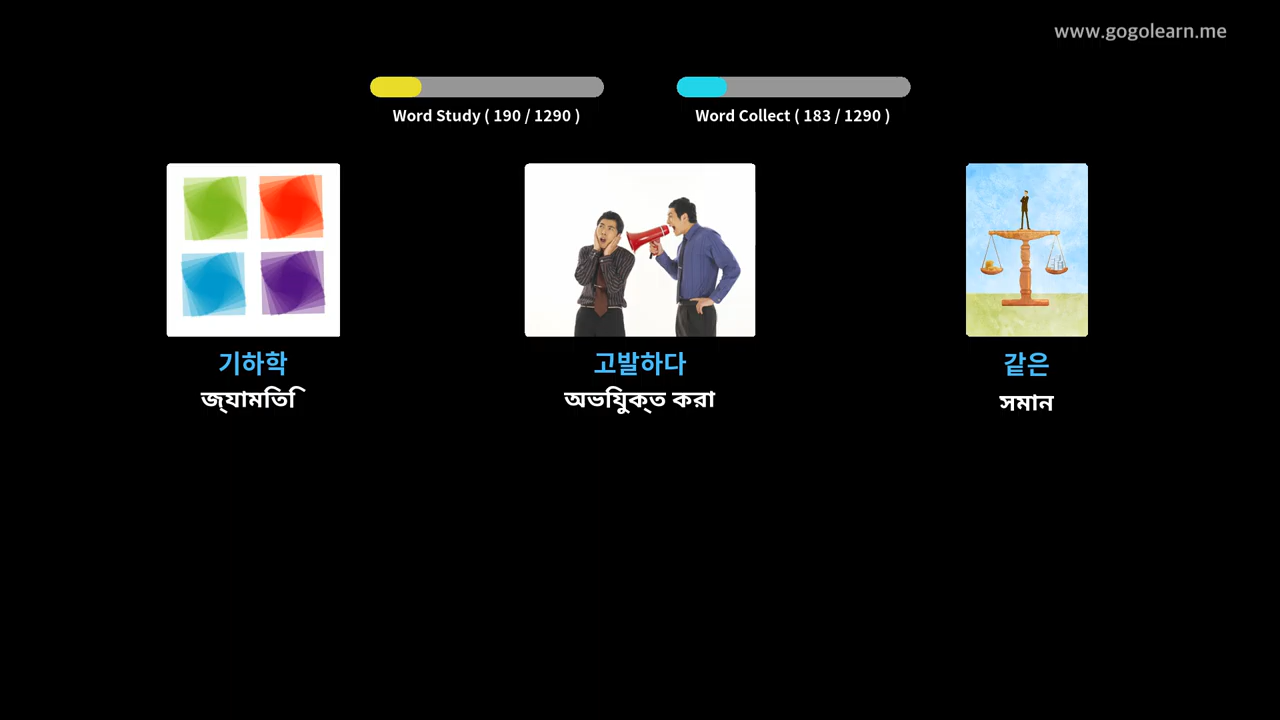 www.gogolearn.me
Word Study ( 190 / 1290 )
Word Collect ( 183 / 1290 )
기하학
고발하다
같은
জ্যামিতি
অভিযুক্ত করা
সমান